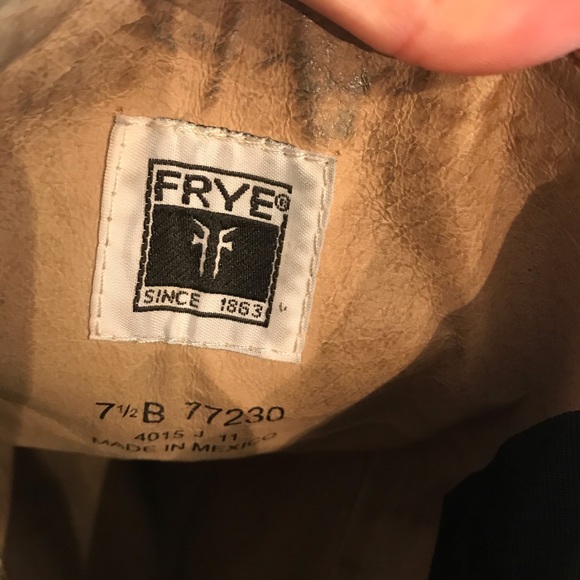 FRYE®
SINCE 1863
7½B 77230
4015 J 11
MADE IN MEXICO